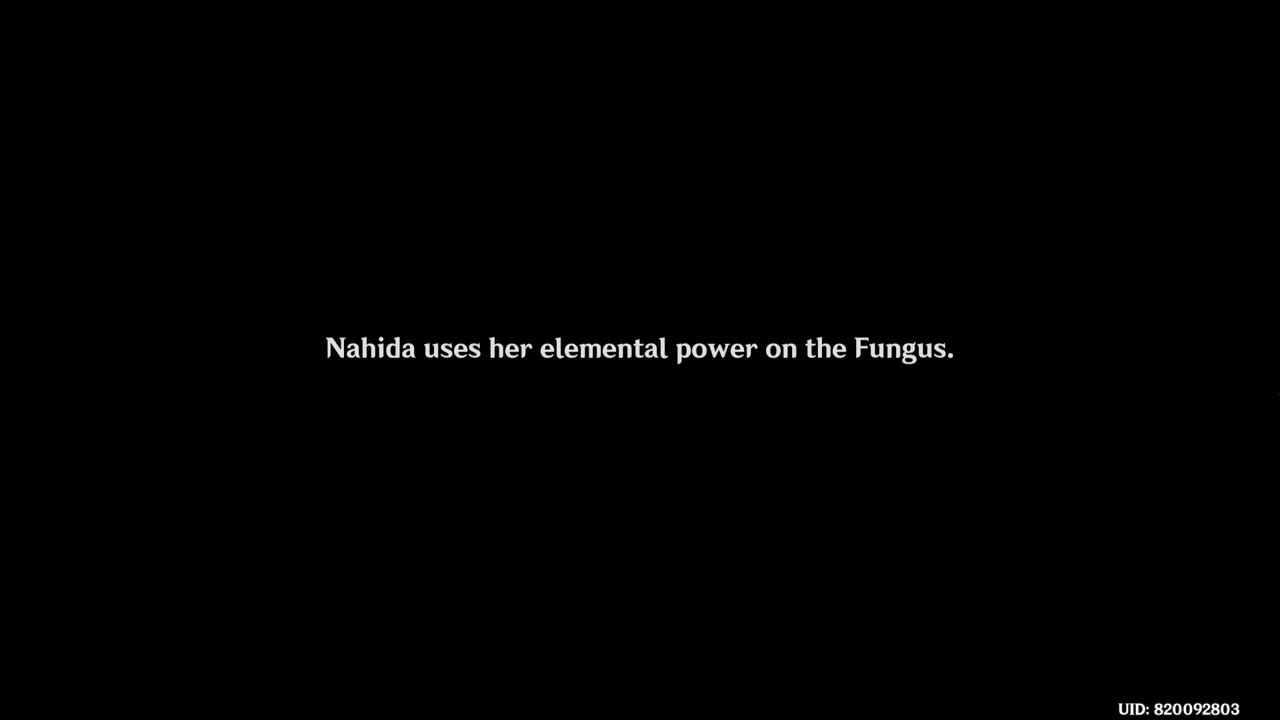 Nahida uses her elemental power on the Fungus.
UID: 820092803